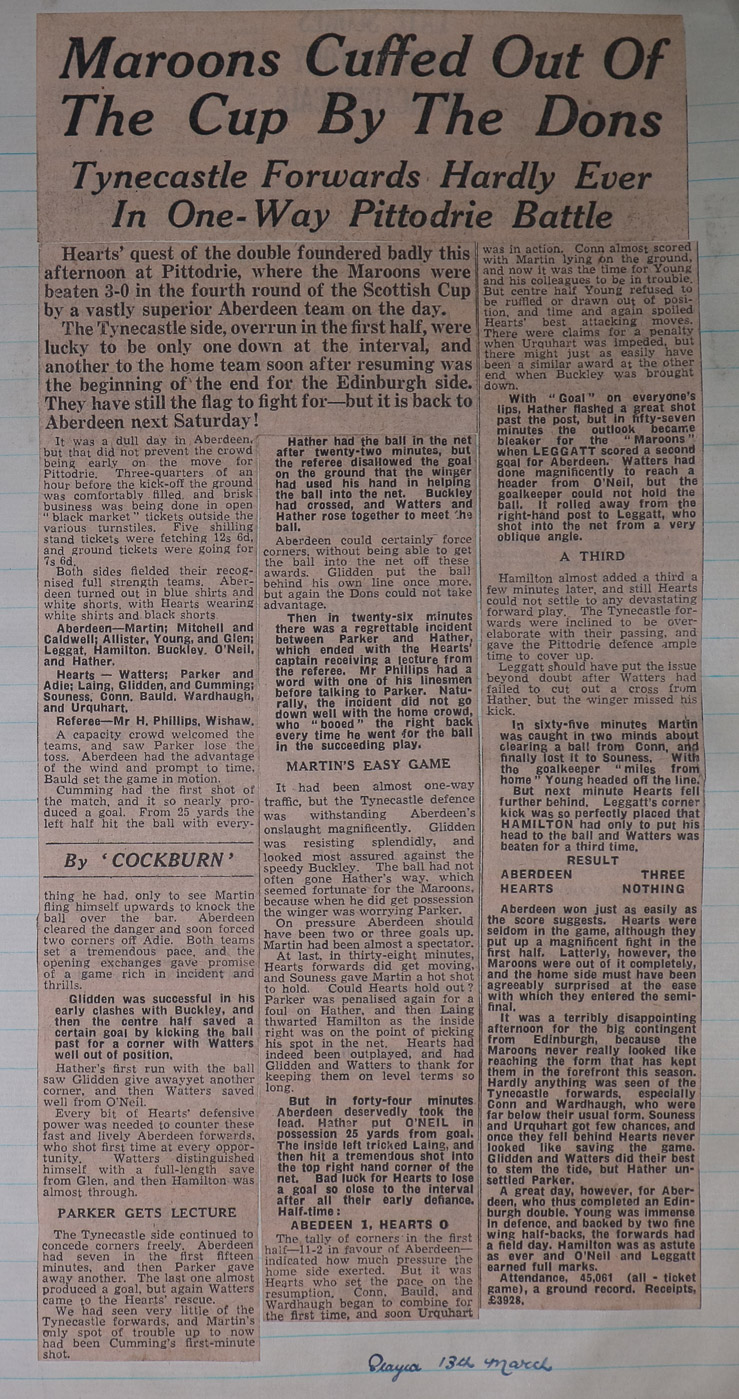 Maroons Cuffed Out Of
The Cup By The Dons
Tynecastle Forwards Hardly Ever
In One-Way Pittodrie Battle
Hearts' quest of the double foundered badly this
afternoon at Pittodrie, where the Maroons were
beaten 3-0 in the fourth round of the Scottish Cup
by a vastly superior Aberdeen team on the day.
The Tynecastle side, overrun in the first half, were
lucky to be only one down at the interval, and
another to the home team soon after resuming was
the beginning of the end for the Edinburgh side.
They have still the flag to fight for—but it is back to
Aberdeen next Saturday!
It was a dull day in Aberdeen,
but that did not prevent the crowd
being early on the move for
Pittodrie. Three-quarters of an
hour before the kick-off the ground
was comfortably filled, and brisk
business was being done in open
"black market" tickets outside the
various turnstiles. Five shilling
stand tickets were fetching 12s 6d,
and ground tickets were going for
7s 6d.
Both sides fielded their recog-
nised full strength teams. Aber-
deen turned out in blue shirts and
white shorts, with Hearts wearing
white shirts and black shorts
Aberdeen—Martin; Mitchell and
Caldwell; Allister, Young, and Glen;
Leggat, Hamilton, Buckley, O'Neil,
and Hather.
Hearts — Watters; Parker and
Adie; Laing, Glidden, and Cumming;
Souness, Conn, Bauld, Wardhaugh,
and Urquhart.
Referee—Mr H. Phillips, Wishaw.
A capacity crowd welcomed the
teams, and saw Parker lose the
toss. Aberdeen had the advantage
of the wind and prompt to time,
Bauld set the game in motion.
Cumming had the first shot of
the match, and it so nearly pro-
duced a goal. From 25 yards the
left half hit the ball with every-
By 'COCKBURN'
thing he had, only to see Martin
fling himself upwards to knock the
ball over the bar. Aberdeen
cleared the danger and soon forced
two corners off Adie. Both teams
set a tremendous pace, and the
opening exchanges gave promise
of a game rich in incident and
thrills.
Glidden was successful in his
early clashes with Buckley, and
then the centre half saved a
certain goal by kicking the ball
past for a corner with Watters
well out of position.
Hather's first run with the ball
saw Glidden give away yet another
corner, and then Watters saved
well from O'Neil.
Every bit of Hearts' defensive
power was needed to counter these
fast and lively Aberdeen forwards,
who shot first time at every oppor-
tunity. Watters distinguished
himself with a full-length save
from Glen, and then Hamilton was
almost through.
PARKER GETS LECTURE
The Tynecastle side continued to
concede corners freely. Aberdeen
had seven in the first fifteen
minutes, and then Parker gave
away another. The last one almost
produced a goal, but again Watters
came to the Hearts' rescue.
We had seen very little of the
Tynecastle forwards, and Martin's
only spot of trouble up to now
had been Cumming's first-minute
shot.
Hather had the ball in the net
after twenty-two minutes, but
the referee disallowed the goal
on the ground that the winger
had used his hand in helping
the ball into the net. Buckley
had crossed, and Watters and
Hather rose together to meet the
ball.
Aberdeen could certainly force
corners, without being able to get
the ball into the net off these
awards. Glidden put the ball
behind his own line once more,
but again the Dons could not take
advantage.
Then in twenty-six minutes
there was a regrettable incident
between Parker and Hather,
which ended with the Hearts'
captain receiving a lecture from
the referee. Mr Phillips had a
word with one of his linesmen
before talking to Parker. Natu-
rally, the incident did not go
down well with the home crowd,
who "booed" the right back
every time he went for the ball
in the succeeding play.
MARTIN'S EASY GAME
It had been almost one-way
traffic, but the Tynecastle defence
was withstanding Aberdeen's
onslaught magnificently. Glidden
was resisting splendidly, and
looked most assured against the
speedy Buckley. The ball had not
often gone Hather's way, which
seemed fortunate for the Maroons,
because when he did get possession
the winger was worrying Parker.
On pressure Aberdeen should
have been two or three goals up.
Martin had been almost a spectator.
At last, in thirty-eight minutes,
Hearts forwards did get moving,
and Souness gave Martin a hot shot
to hold. Could Hearts hold out?
Parker was penalised again for a
foul on Hather, and then Laing
thwarted Hamilton as the inside
right was on the point of picking
his spot in the net. Hearts had
indeed been outplayed, and had
Glidden and Watters to thank for
keeping them on level terms so
long.
But in forty-four minutes
Aberdeen deservedly took the
lead. Hather put O'NEIL in
possession 25 yards from goal.
The inside left tricked Laing, and
then hit a tremendous shot into
the top right hand corner of the
net. Bad luck for Hearts to lose
a goal so close to the interval
after all their early defiance.
Half-time:
ABEDEEN 1, HEARTS 0
The tally of corners in the first
half—11-2 in favour of Aberdeen—
indicated how much pressure the
home side exerted. But it was
Hearts who set the pace on the
resumption. Conn, Bauld, and
Wardhaugh began to combine for
the first time, and soon Urquhart
was in action. Conn almost scored
with Martin lying on the ground,
and now it was the time for Young
and his colleagues to be in trouble.
But centre half Young refused to
be ruffled or drawn out of posi-
tion, and time and again spoiled
Hearts' best attacking moves.
There were claims for a penalty
when Urquhart was impeded, but
there might just as easily have
been a similar award at the other
end when Buckley was brought
down.
With "Goal" on everyone's
lips, Hather flashed a great shot
past the post, but in fifty-seven
minutes the outlook became
bleaker for the "Maroons"
when LEGGATT scored a second
goal for Aberdeen. Watters had
done magnificently to reach a
header from O'Neil, but the
goalkeeper could not hold the
ball. It rolled away from the
right-hand post to Leggatt, who
shot into the net from a very
oblique angle.
A THIRD
Hamilton almost added a third a
few minutes later, and still Hearts
could not settle to any devastating
forward play. The Tynecastle for-
wards were inclined to be over-
elaborate with their passing, and
gave the Pittodrie defence ample
time to cover up.
Leggatt should have put the issue
beyond doubt after Watters had
failed to cut out a cross from
Hather, but the winger missed his
kick.
In sixty-five minutes Martin
was caught in two minds about
clearing a ball from Conn, and
finally lost it to Souness. With
the goalkeeper "miles from
home" Young headed off the line.
But next minute Hearts fell
further behind. Leggatt's corner
kick was so perfectly placed that
HAMILTON had only to put his
head to the ball and Watters was
beaten for a third time.
RESULT
ABERDEEN THREE
HEARTS NOTHING
Aberdeen won just as easily as
the score suggests. Hearts were
seldom in the game, although they
put up a magnificent fight in the
first half. Latterly, however, the
Maroons were out of it completely,
and the home side must have been
agreeably surprised at the ease
with which they entered the semi-
final.
It was a terribly disappointing
afternoon for the big contingent
from Edinburgh, because the
Maroons never really looked like
reaching the form that has kept
them in the forefront this season.
Hardly anything was seen of the
Tynecastle forwards, especially
Conn and Wardhaugh, who were
far below their usual form. Souness
and Urquhart got few chances, and
once they fell behind Hearts never
looked like saving the game.
Glidden and Watters did their best
to stem the tide, but Hather un-
settled Parker.
A great day, however, for Aber-
deen, who thus completed an Edin-
burgh double. Young was immense
in defence, and backed by two fine
wing half-backs, the forwards had
a field day. Hamilton was as astute
as ever and O'Neil and Leggatt
earned full marks.
Attendance, 45,061 (all - ticket
game), a ground record. Receipts,
£3928.
Played 13th March